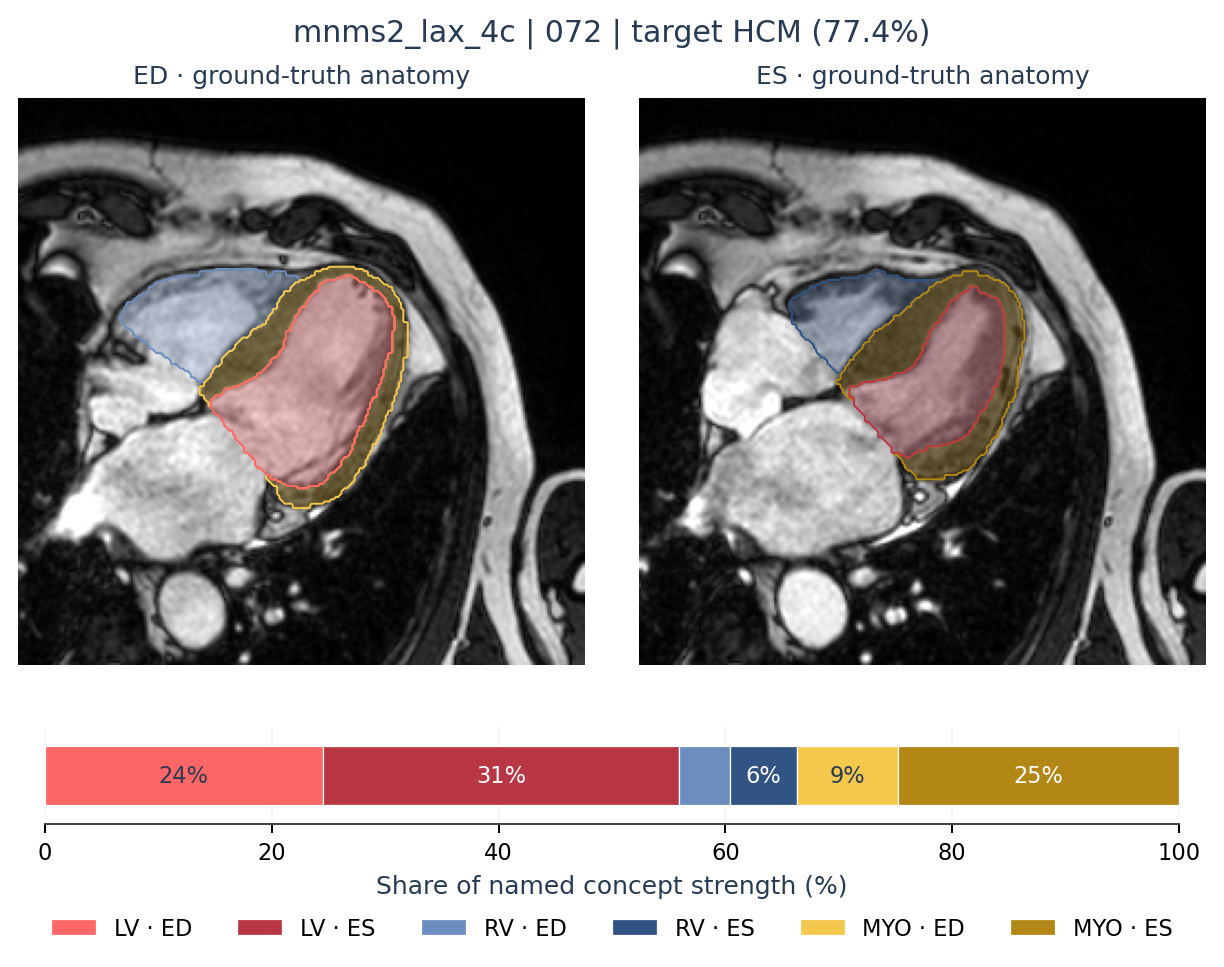 mnms2_lax_4c | 072 | target HCM (77.4%)
ED · ground-truth anatomy
ES · ground-truth anatomy
24%
31%
6%
9%
25%
0
20
40
60
80
100
Share of named concept strength (%)
LV · ED
LV · ES
RV · ED
RV · ES
MYO · ED
MYO · ES